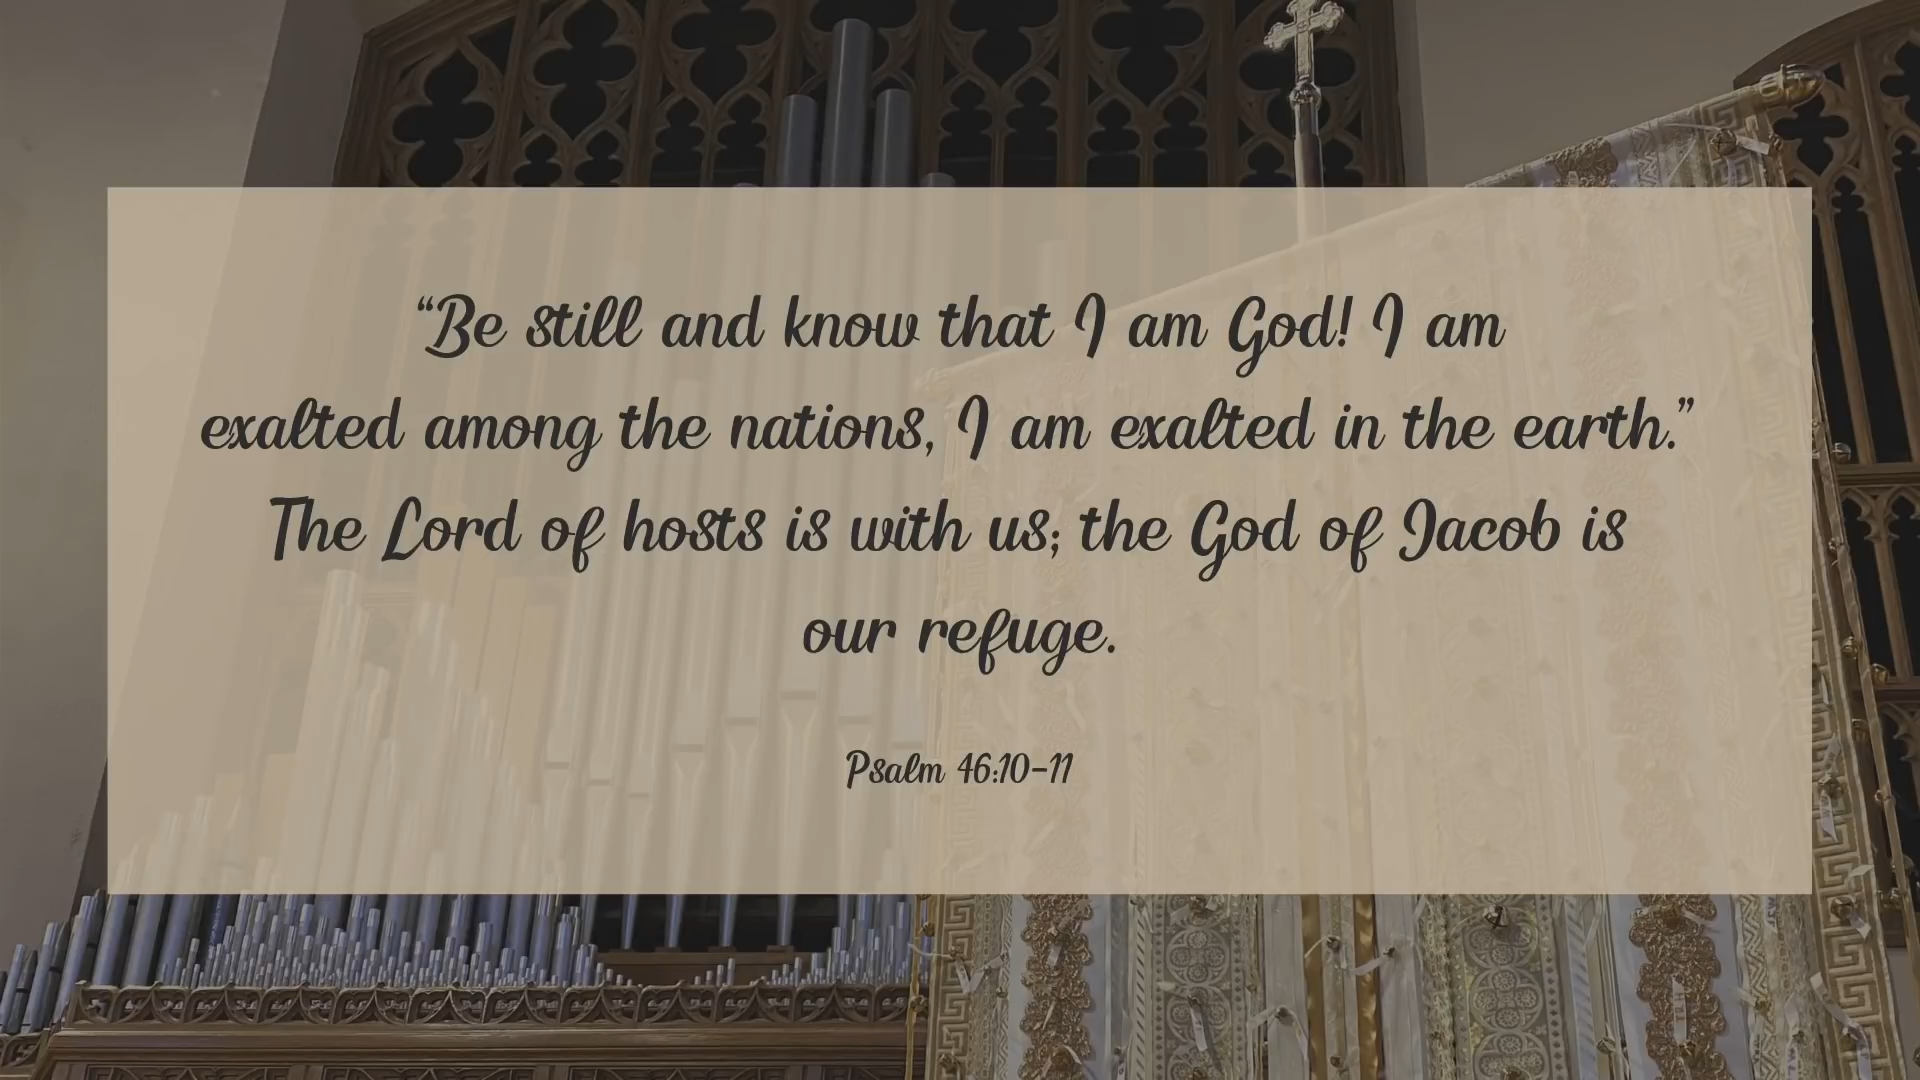 “Be still and know that I am God! I am
exalted among the nations, I am exalted in the earth.”
The Lord of hosts is with us; the God of Jacob is
our refuge.
Psalm 46:10-11